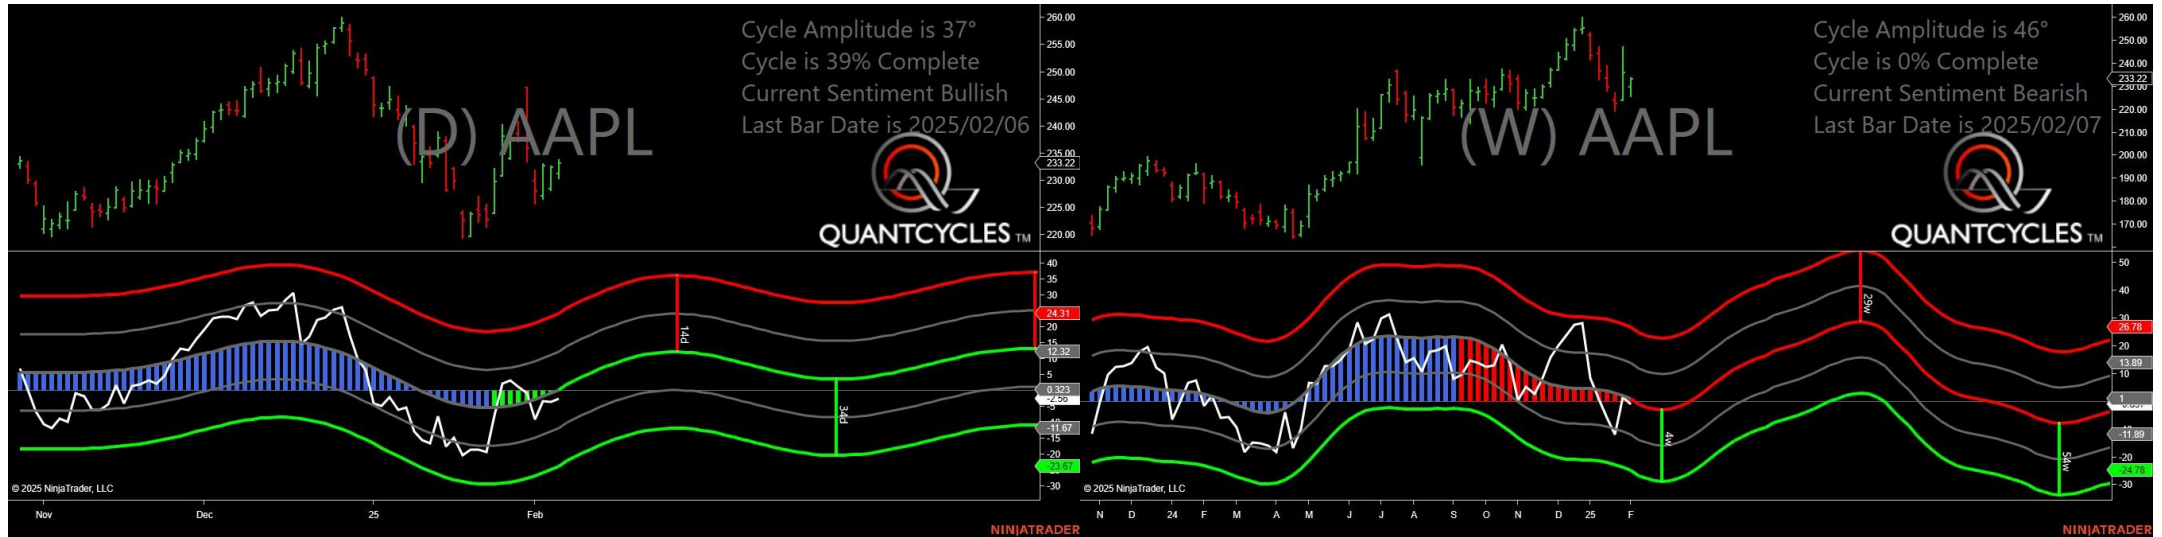 Cycle Amplitude is 37°
Cycle is 39% Complete
Current Sentiment Bullish
Last Bar Date is 2025/02/06
(D) AAPL
QUANTCYCLES TM
260.00
255.00
250.00
245.00
240.00
235.00
233.22
230.00
225.00
220.00
40
35
30
24.31
20
15
12.32
10
5
0.323
-2.56
-5
-11.67
-15
-20
-23.67
-30
14d
34d
© 2025 NinjaTrader, LLC
Nov
Dec
25
Feb
NINJATRADER
Cycle Amplitude is 46°
Cycle is 0% Complete
Current Sentiment Bearish
Last Bar Date is 2025/02/07
(W) AAPL
QUANTCYCLES TM
260.00
250.00
240.00
233.22
230.00
220.00
210.00
200.00
190.00
180.00
170.00
50
40
30
26.78
20
13.89
10
1
-11.89
-20
-24.78
-30
29w
4w
54w
© 2025 NinjaTrader, LLC
N D 24 F M A M J J A S O N D 25 F
NINJATRADER